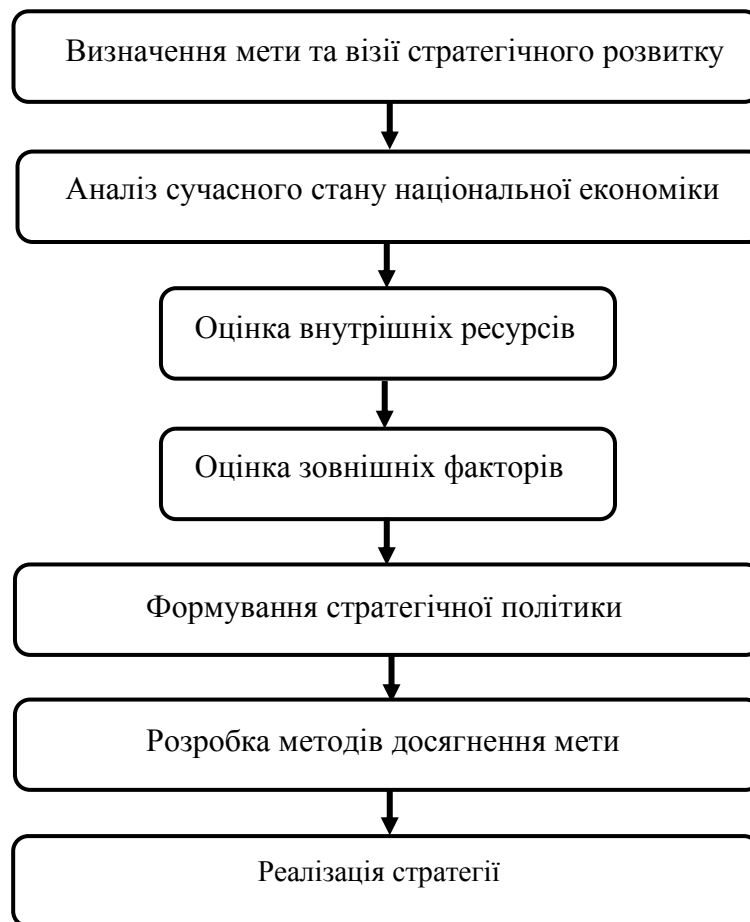 Визначення мети та візії стратегічного розвитку
Аналіз сучасного стану національної економіки
Оцінка внутрішніх ресурсів
Оцінка зовнішніх факторів
Формування стратегічної політики
Розробка методів досягнення мети
Реалізація стратегії